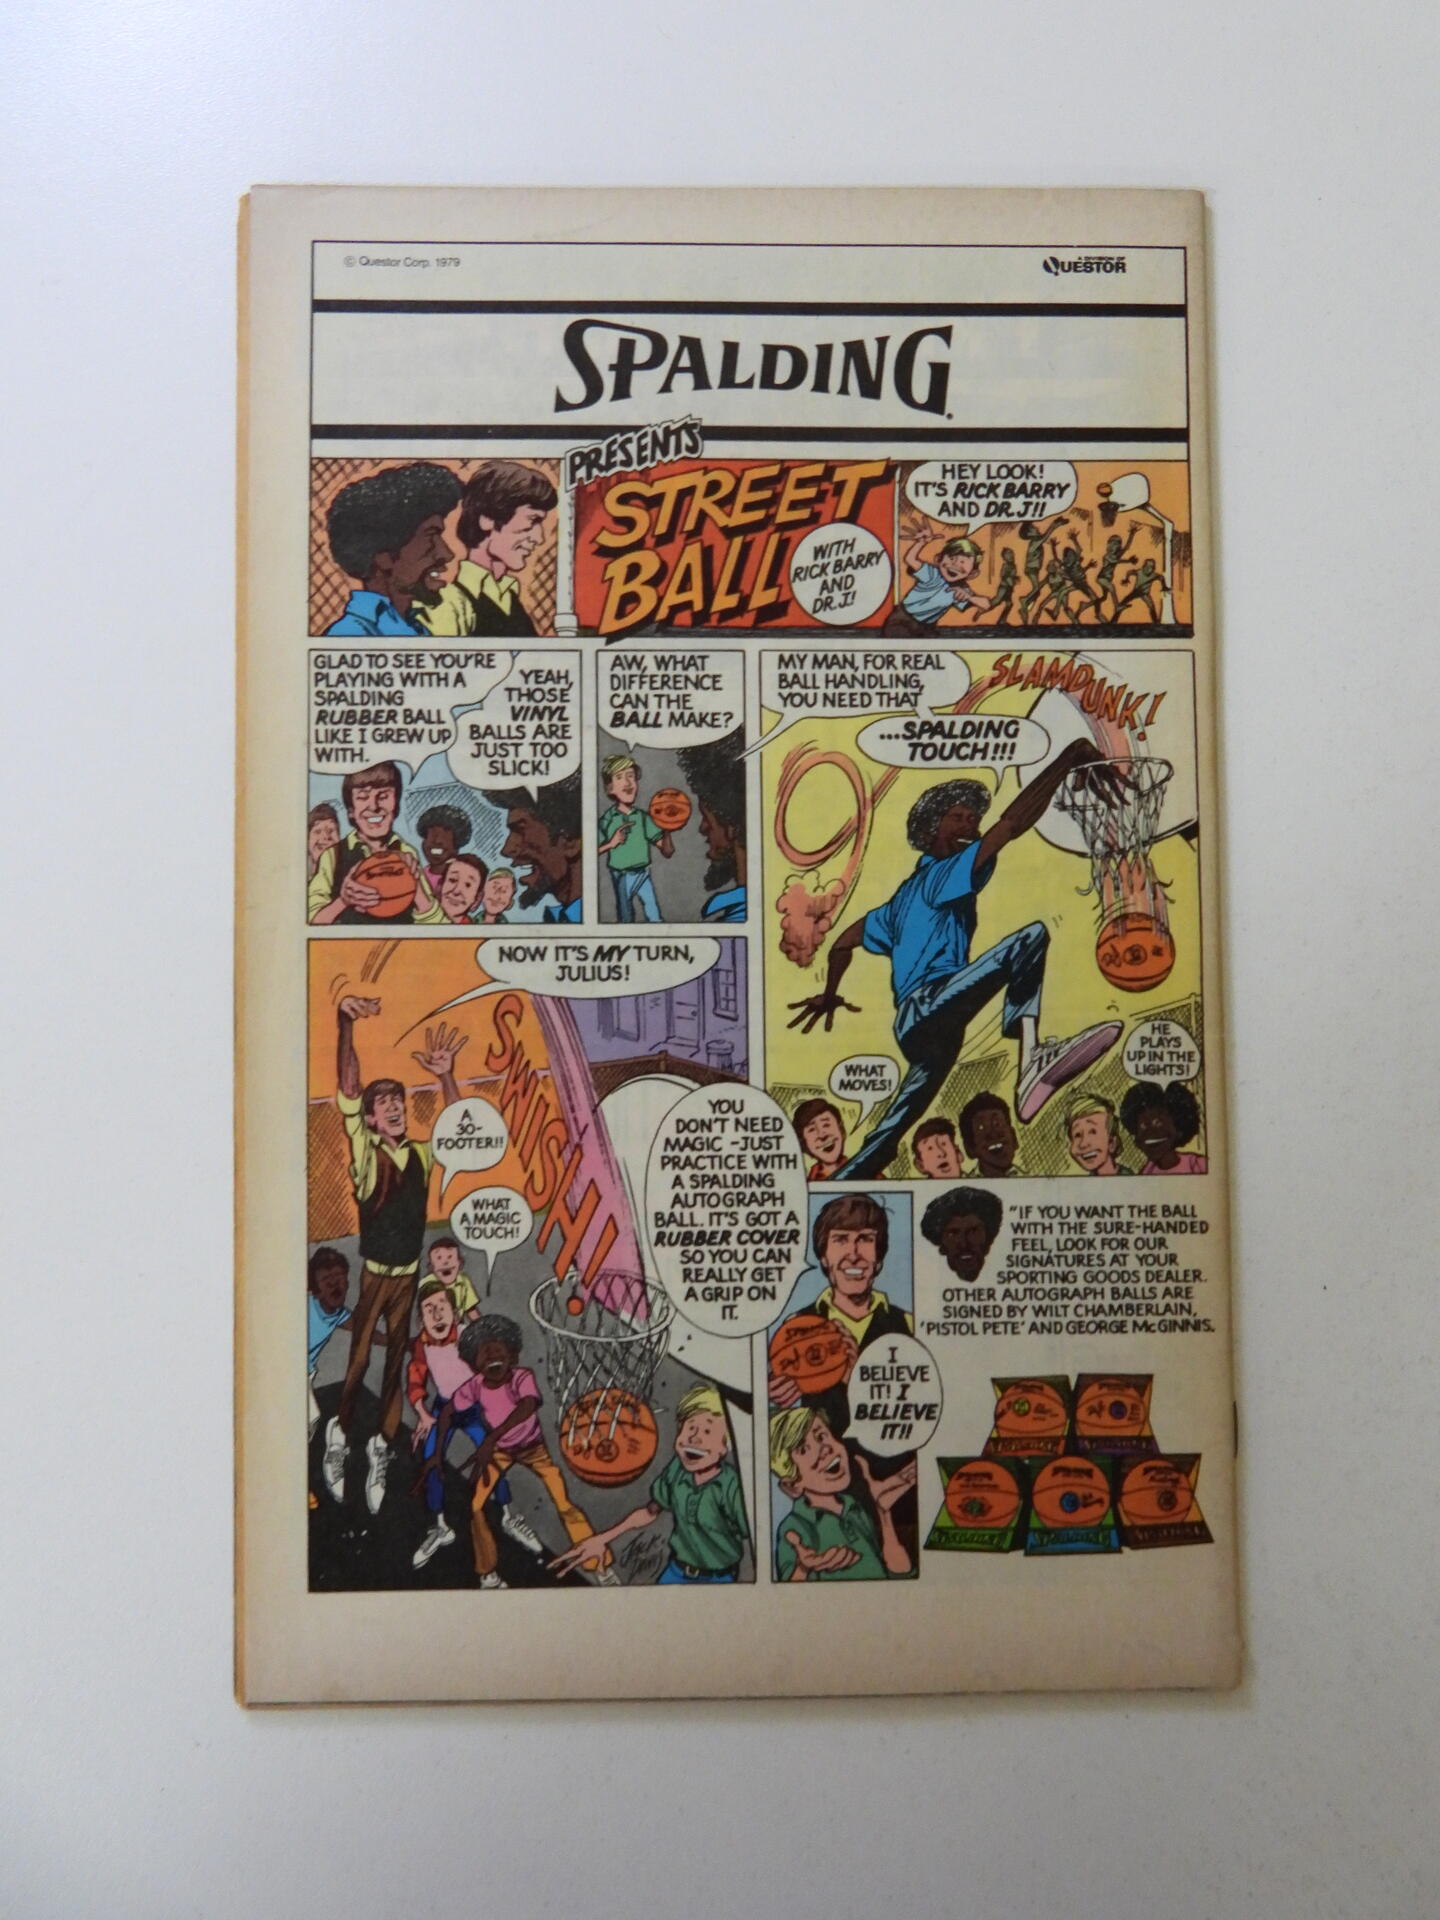 © Questor Corp. 1979
A DIVISION OF
QUESTOR
SPALDING
PRESENTS
STREET
BALL
WITH
RICK BARRY
AND
DR. J!
HEY LOOK!
IT'S RICK BARRY
AND DR. J!!
GLAD TO SEE YOU'RE
PLAYING WITH A
SPALDING
RUBBER BALL
LIKE I GREW UP
WITH.
YEAH,
THOSE
VINYL
BALLS ARE
JUST TOO
SLICK!
AW, WHAT
DIFFERENCE
CAN THE
BALL MAKE?
MY MAN, FOR REAL
BALL HANDLING,
YOU NEED THAT
...SPALDING
TOUCH!!!
SLAMDUNK!
WHAT
MOVES!
HE
PLAYS
UP IN THE
LIGHTS!
NOW IT'S MY TURN,
JULIUS!
SWISH!
A
30-
FOOTER!!
WHAT
A MAGIC
TOUCH!
YOU
DON'T NEED
MAGIC - JUST
PRACTICE WITH
A SPALDING
AUTOGRAPH
BALL. IT'S GOT A
RUBBER COVER
SO YOU CAN
REALLY GET
A GRIP ON
IT.
I
BELIEVE
IT! I
BELIEVE
IT!!
"IF YOU WANT THE BALL
WITH THE SURE-HANDED
FEEL, LOOK FOR OUR
SIGNATURES AT YOUR
SPORTING GOODS DEALER.
OTHER AUTOGRAPH BALLS ARE
SIGNED BY WILT CHAMBERLAIN,
'PISTOL PETE' AND GEORGE McGINNIS.